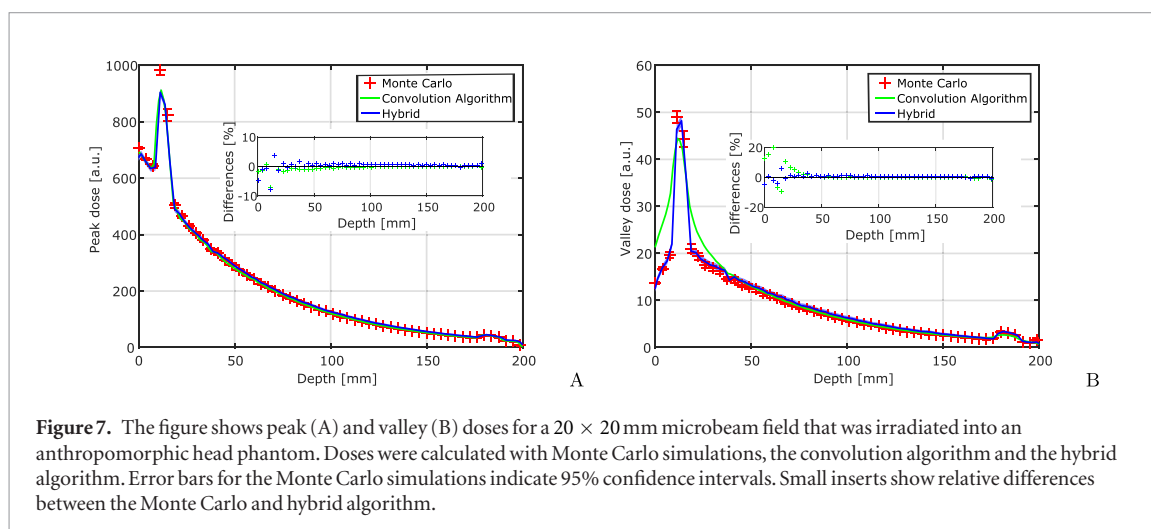 1000
800
600
400
200
0
Peak dose [a.u.]
0 50 100 150 200
Depth [mm]
Monte Carlo
Convolution Algorithm
Hybrid
10
0
-10
Differences [%]
0 50 100 150 200
Depth [mm]
A
60
50
40
30
20
10
0
Valley dose [a.u.]
0 50 100 150 200
Depth [mm]
Monte Carlo
Convolution Algorithm
Hybrid
20
0
-20
Differences [%]
0 50 100 150 200
Depth [mm]
B
Figure 7. The figure shows peak (A) and valley (B) doses for a 20 × 20 mm microbeam field that was irradiated into an
anthropomorphic head phantom. Doses were calculated with Monte Carlo simulations, the convolution algorithm and the hybrid
algorithm. Error bars for the Monte Carlo simulations indicate 95% confidence intervals. Small inserts show relative differences
between the Monte Carlo and hybrid algorithm.